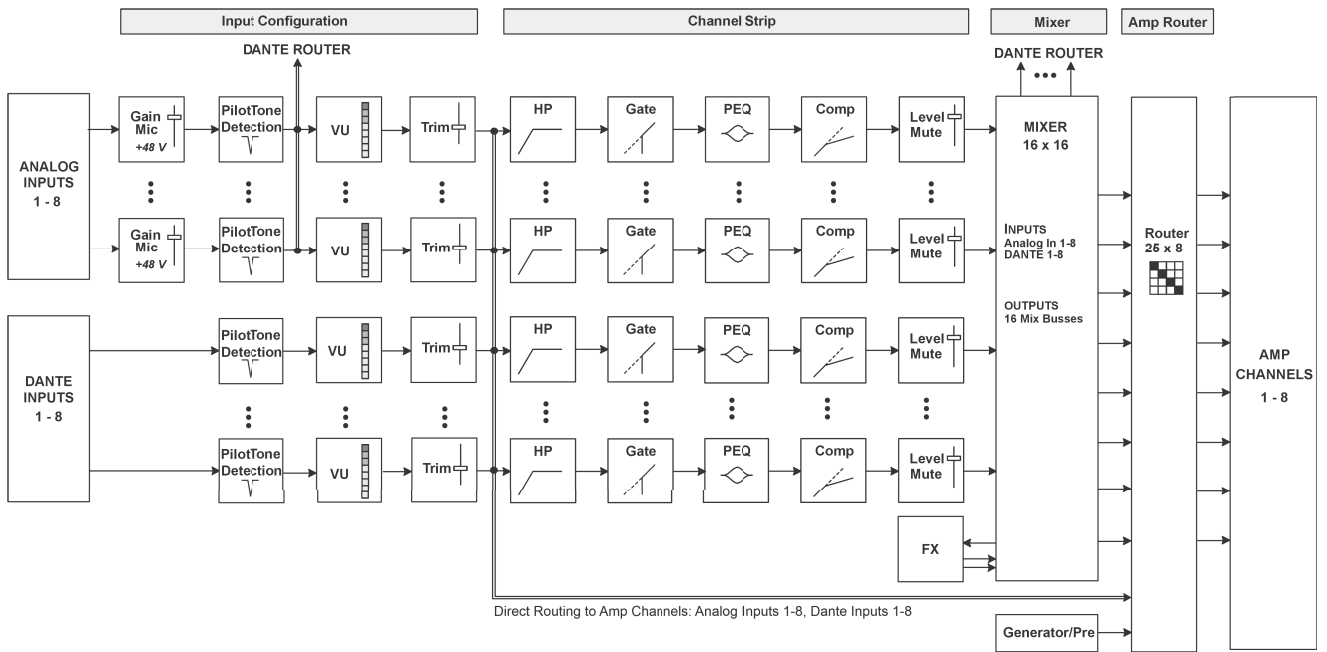 Input Configuration
Channel Strip
Mixer
Amp Router
DANTE ROUTER
DANTE ROUTER
ANALOG
INPUTS
1 - 8
Gain
Mic
+48 V
PilotTone
Detection
VU
Trim
HP
Gate
PEQ
Comp
Level
Mute
MIXER
16 x 16
Gain
Mic
+48 V
PilotTone
Detection
VU
Trim
HP
Gate
PEQ
Comp
Level
Mute
INPUTS
Analog In 1-8
DANTE 1-8
OUTPUTS
16 Mix Busses
Router
25 x 8
AMP
CHANNELS
1 - 8
DANTE
INPUTS
1 - 8
PilotTone
Detection
VU
Trim
HP
Gate
PEQ
Comp
Level
Mute
PilotTone
Detection
VU
Trim
HP
Gate
PEQ
Comp
Level
Mute
FX
Direct Routing to Amp Channels: Analog Inputs 1-8, Dante Inputs 1-8
Generator/Pre